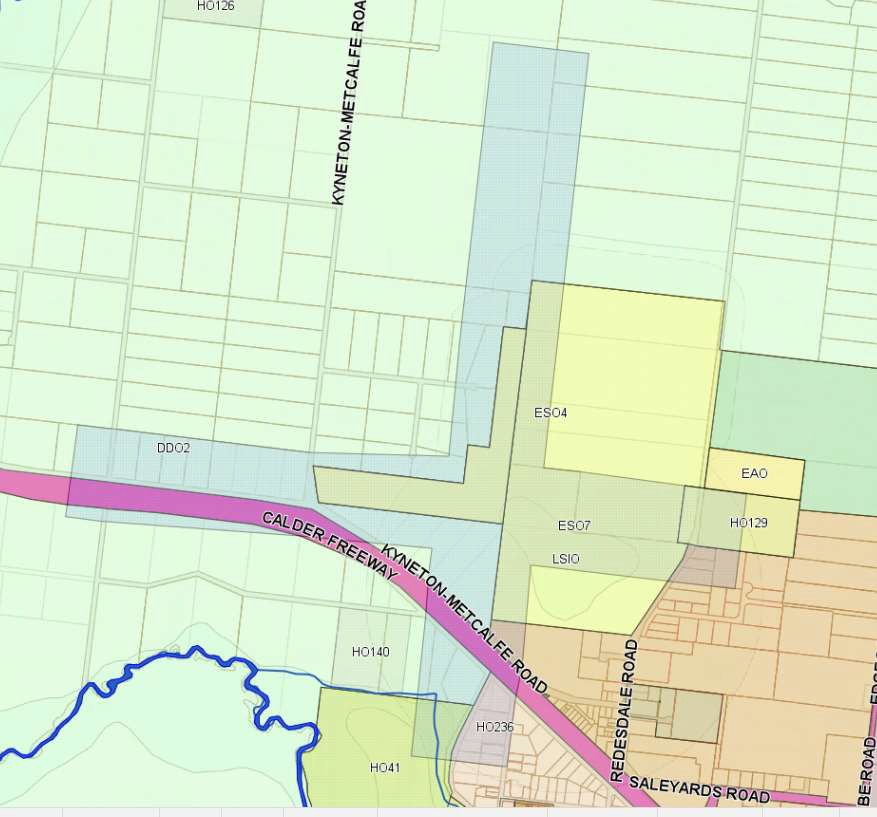 HO126
KYNETON-METCALFE ROA
ESO4
DDO2
EAO
HO129
ESO7
CALDER FREEWAY
KYNETON-METCALFE ROAD
LSIO
HO140
HO236
REDESDALE ROAD
HO41
SALEYARDS ROAD
BE ROAD